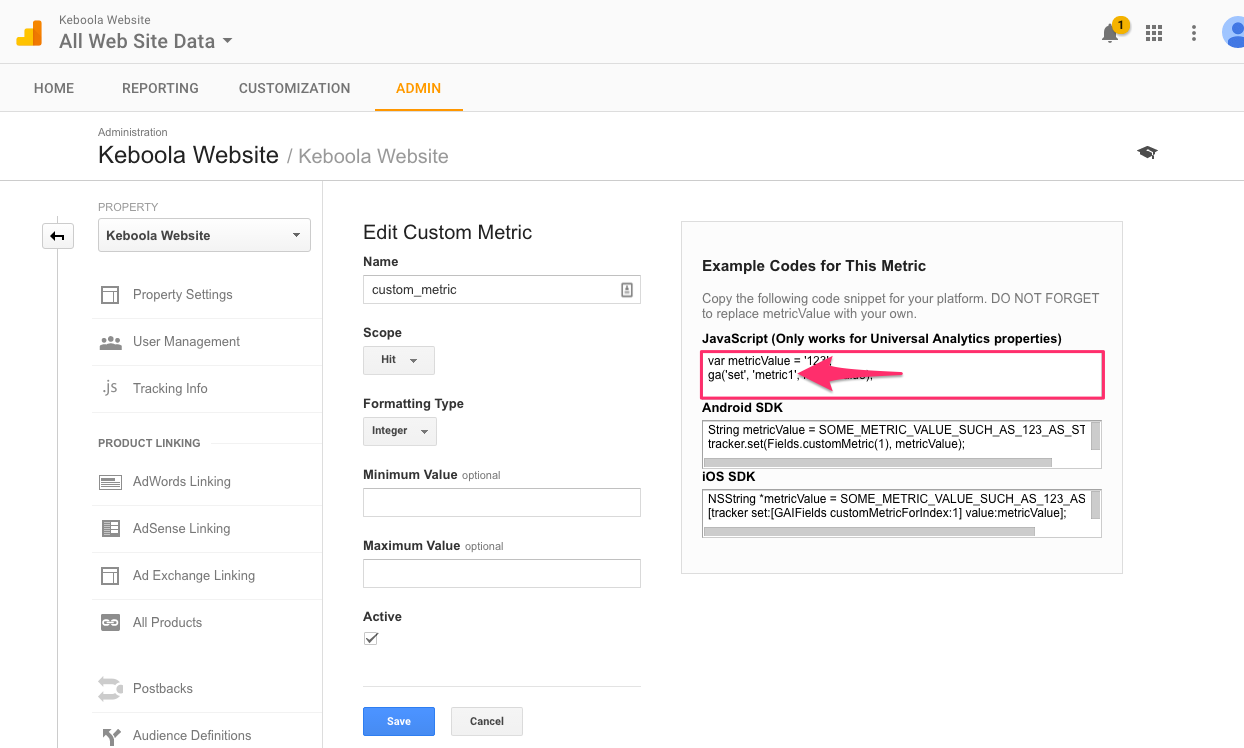 Keboola Website
All Web Site Data
1
HOME REPORTING CUSTOMIZATION ADMIN
Administration
Keboola Website / Keboola Website
PROPERTY
Keboola Website
Property Settings
User Management
.js Tracking Info
PRODUCT LINKING
AdWords Linking
AdSense Linking
Ad Exchange Linking
All Products
Postbacks
Audience Definitions
Edit Custom Metric
Name
custom_metric
Scope
Hit
Formatting Type
Integer
Minimum Value optional
Maximum Value optional
Active
Save Cancel
Example Codes for This Metric
Copy the following code snippet for your platform. DO NOT FORGET
to replace metricValue with your own.
JavaScript (Only works for Universal Analytics properties)
var metricValue = '123';
ga('set', 'metric1',
Android SDK
String metricValue = SOME_METRIC_VALUE_SUCH_AS_123_AS_ST
tracker.set(Fields.customMetric(1), metricValue);
iOS SDK
NSString *metricValue = SOME_METRIC_VALUE_SUCH_AS_123_AS
[tracker set:[GAIFields customMetricForIndex:1] value:metricValue];